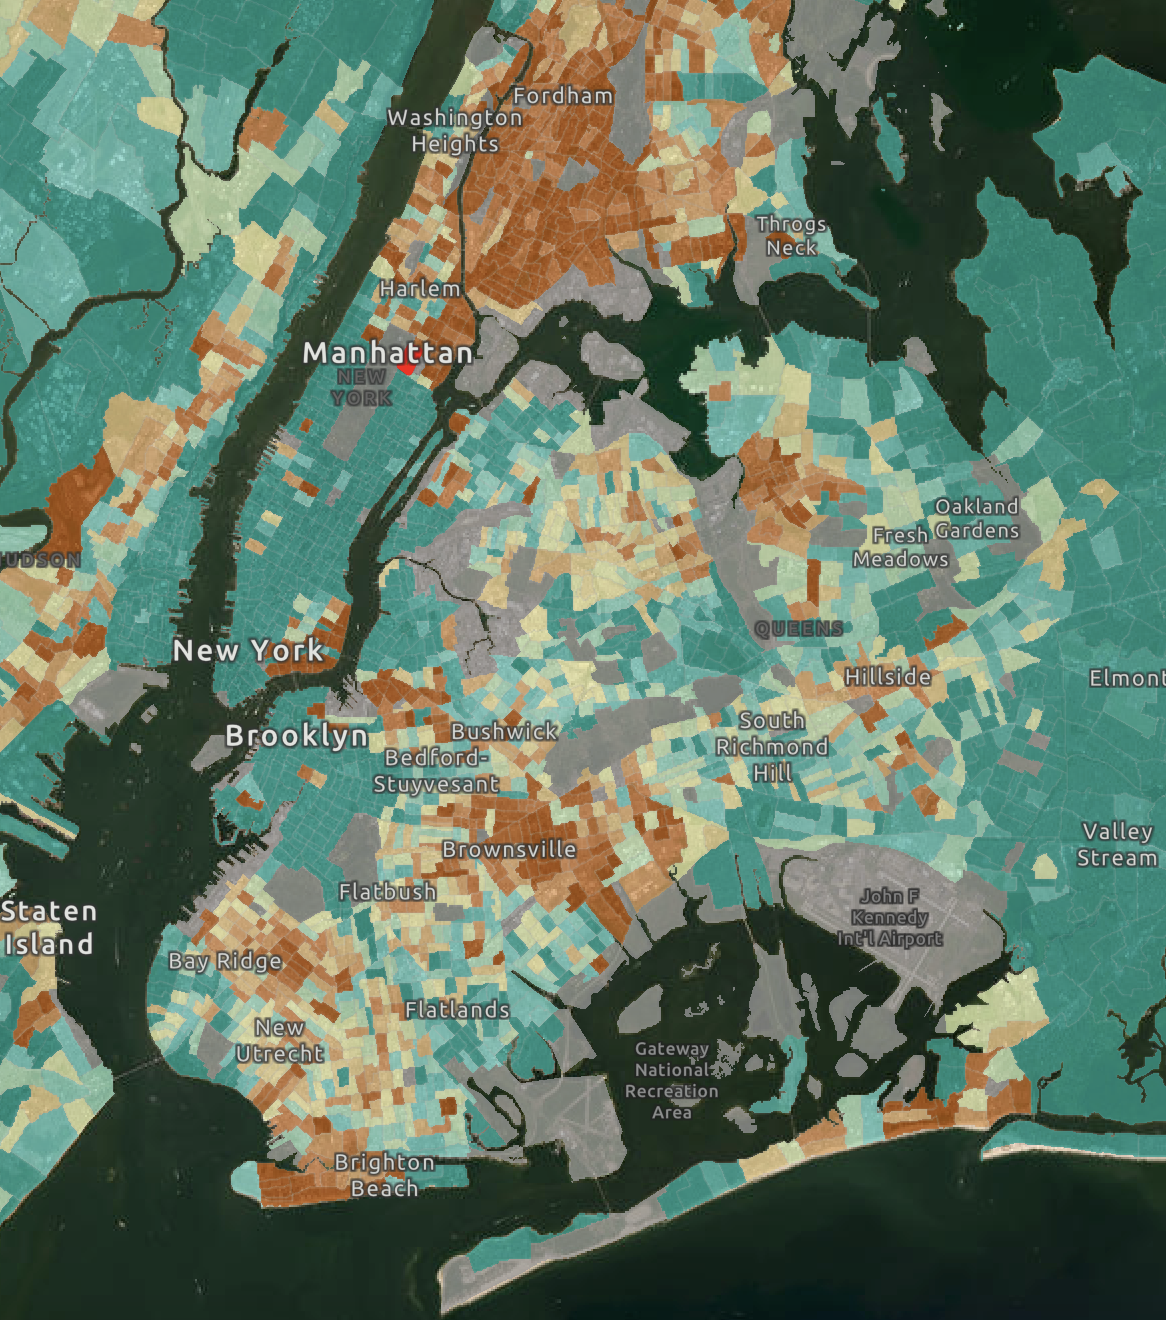 Fordham
Washington
Heights
Throgs
Neck
Harlem
Manhattan
NEW
YORK
Oakland
Gardens
Fresh
Meadows
HUDSON
QUEENS
New York
Hillside
Elmont
Brooklyn
Bushwick
South
Richmond
Hill
Bedford-
Stuyvesant
Valley
Stream
Brownsville
Flatbush
John F
Kennedy
Int'l Airport
Staten
Island
Bay Ridge
Flatlands
New
Utrecht
Gateway
National
Recreation
Area
Brighton
Beach